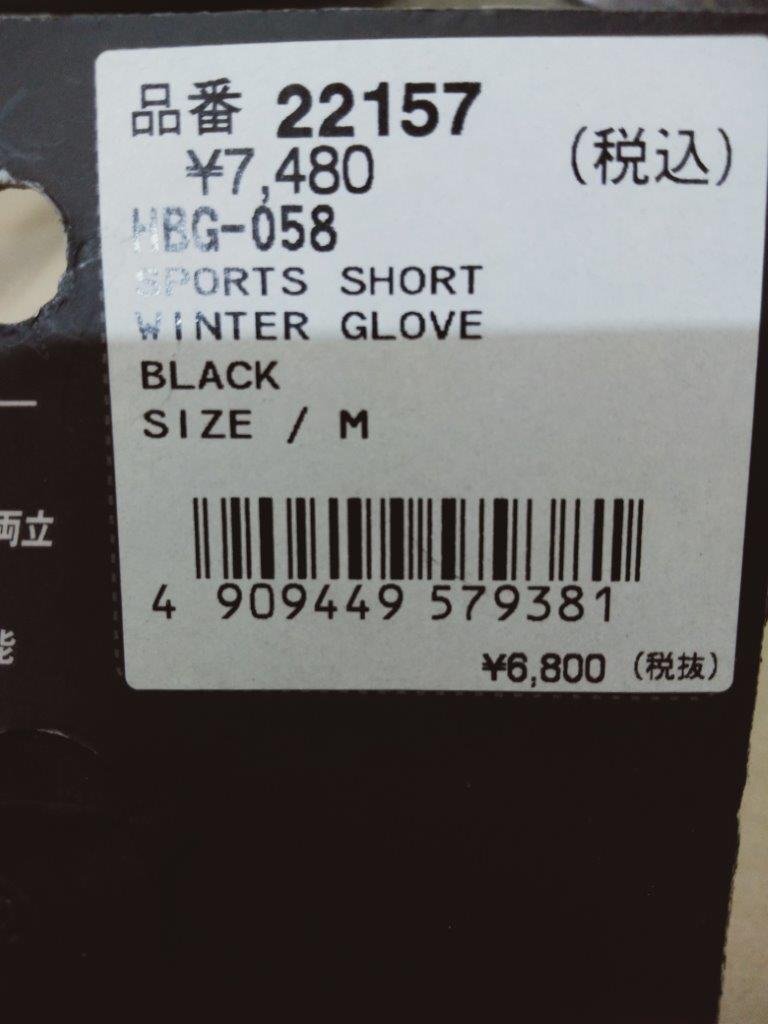 品番 22157
¥7,480 (税込)
HBG-058
SPORTS SHORT
WINTER GLOVE
BLACK
SIZE / M
両立
能
4 909449 579381
¥6,800 (税抜)